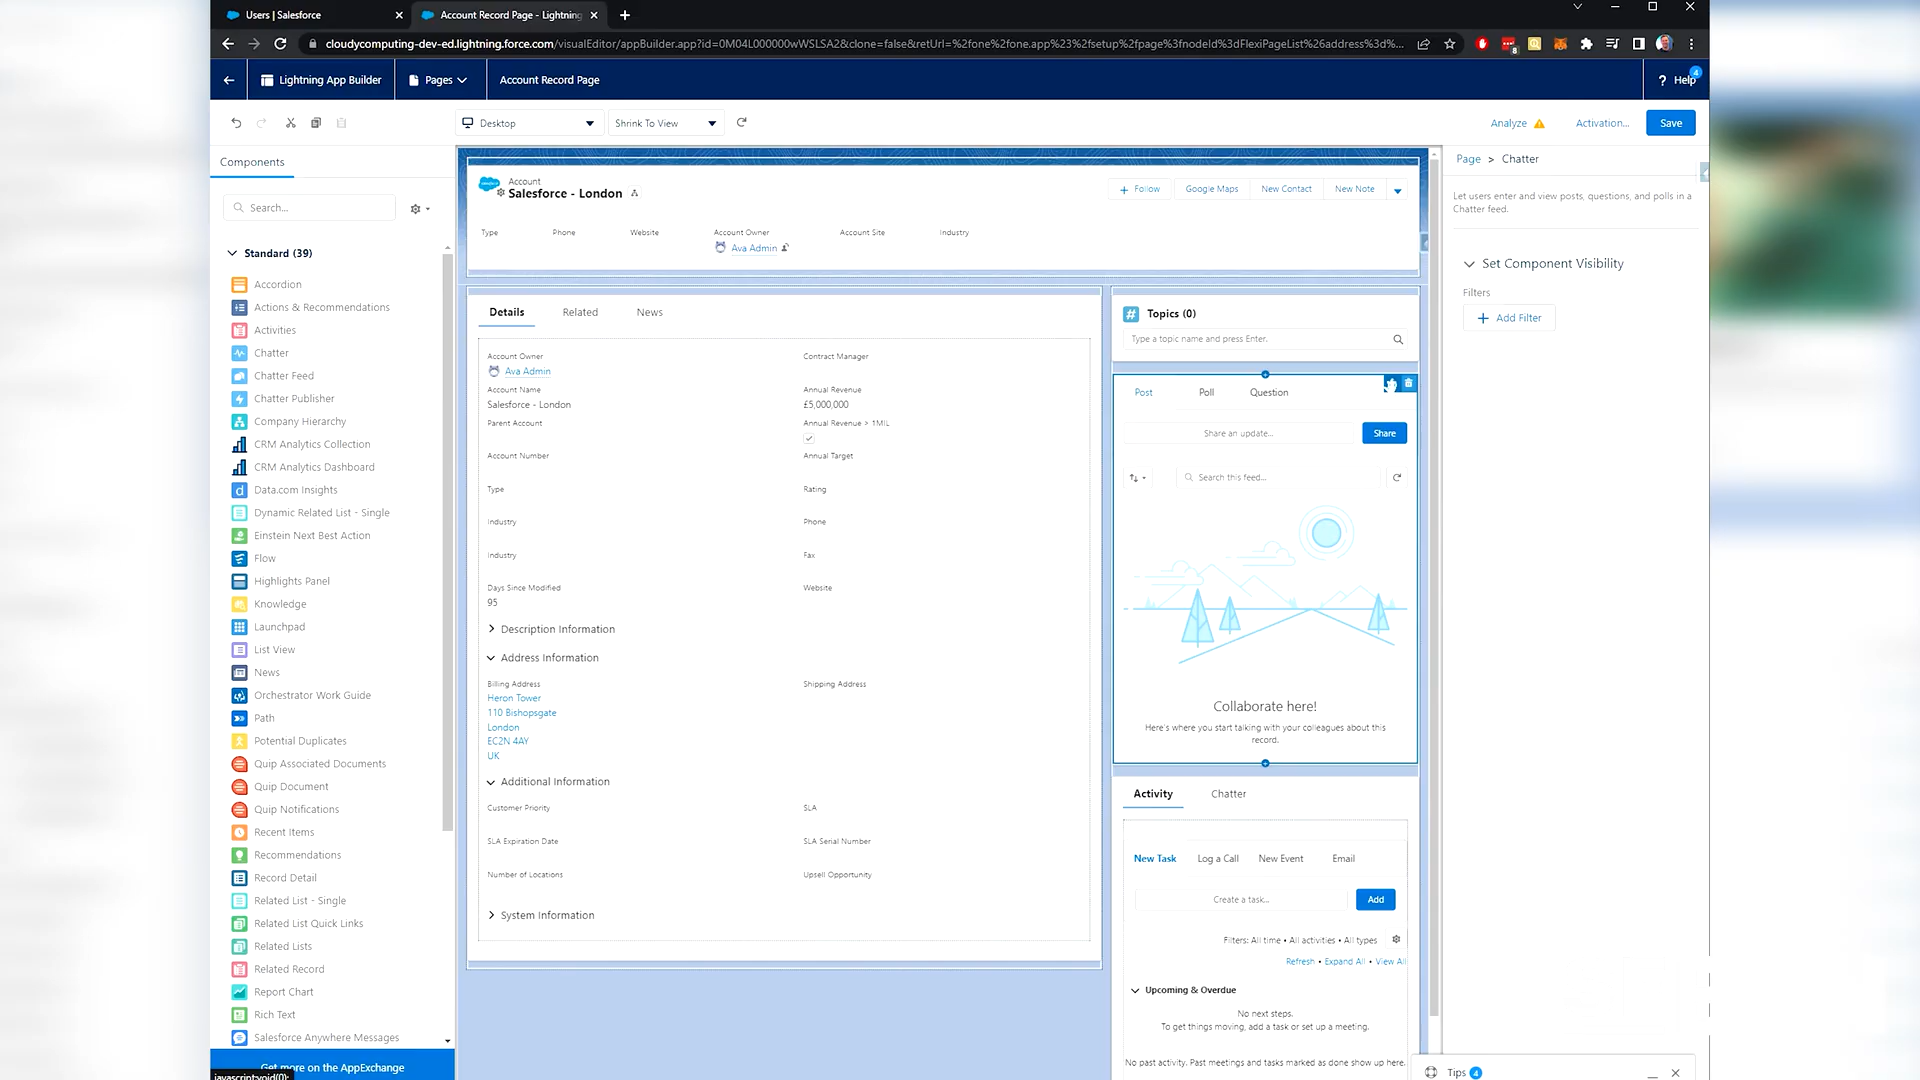 Users | Salesforce
Account Record Page - Lightning
cloudycomputing-dev-ed.lightning.force.com/visualEditor/appBuilder.app?id=0M04L000000wWSLSA2&clone=false&retUrl=%2fone%2fone.app%23%2fsetup%2fpage%3fnodeId%3dFlexiPageList%26address%3d%...
8
Lightning App Builder
Pages
Account Record Page
? Help
4
Desktop
Shrink To View
Analyze
Activation...
Save
Components
Search...
Standard (39)
Accordion
Actions & Recommendations
Activities
Chatter
Chatter Feed
Chatter Publisher
Company Hierarchy
CRM Analytics Collection
CRM Analytics Dashboard
Data.com Insights
Dynamic Related List - Single
Einstein Next Best Action
Flow
Highlights Panel
Knowledge
Launchpad
List View
News
Orchestrator Work Guide
Path
Potential Duplicates
Quip Associated Documents
Quip Document
Quip Notifications
Recent Items
Recommendations
Record Detail
Related List - Single
Related List Quick Links
Related Lists
Related Record
Report Chart
Rich Text
Salesforce Anywhere Messages
Get more on the AppExchange
javascript:void(0);
Account
Salesforce - London
Follow
Google Maps
New Contact
New Note
Type Phone Website Account Owner Account Site Industry
Ava Admin
Details
Related
News
Account Owner
Ava Admin
Contract Manager
Account Name
Salesforce - London
Annual Revenue
£5,000,000
Parent Account
Annual Revenue > 1MIL
Account Number
Annual Target
Type
Rating
Industry
Phone
Industry
Fax
Days Since Modified
95
Website
Description Information
Address Information
Billing Address
Heron Tower
110 Bishopsgate
London
EC2N 4AY
UK
Shipping Address
Additional Information
Customer Priority
SLA
SLA Expiration Date
SLA Serial Number
Number of Locations
Upsell Opportunity
System Information
Topics (0)
Type a topic name and press Enter.
Post
Poll
Question
Share an update...
Share
Search this feed...
Collaborate here!
Here's where you start talking with your colleagues about this
record.
Activity
Chatter
New Task
Log a Call
New Event
Email
Create a task...
Add
Filters: All time • All activities • All types
Refresh • Expand All • View All
Upcoming & Overdue
No next steps.
To get things moving, add a task or set up a meeting.
No past activity. Past meetings and tasks marked as done show up here.
Page > Chatter
Let users enter and view posts, questions, and polls in a
Chatter feed.
Set Component Visibility
Filters
Add Filter
Tips 4